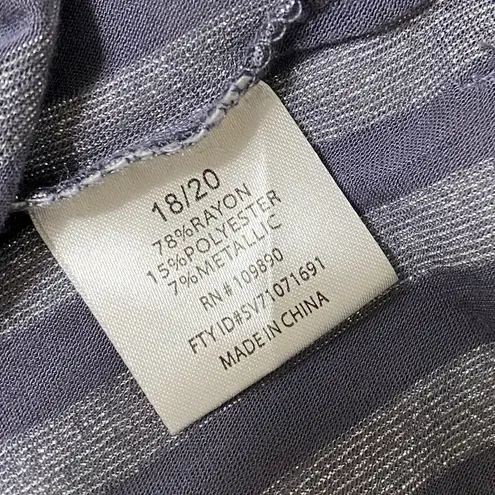 18/20
78%RAYON
15%POLYESTER
7%METALLIC
RN# 109890
FTY ID#SV71071691
MADE IN CHINA